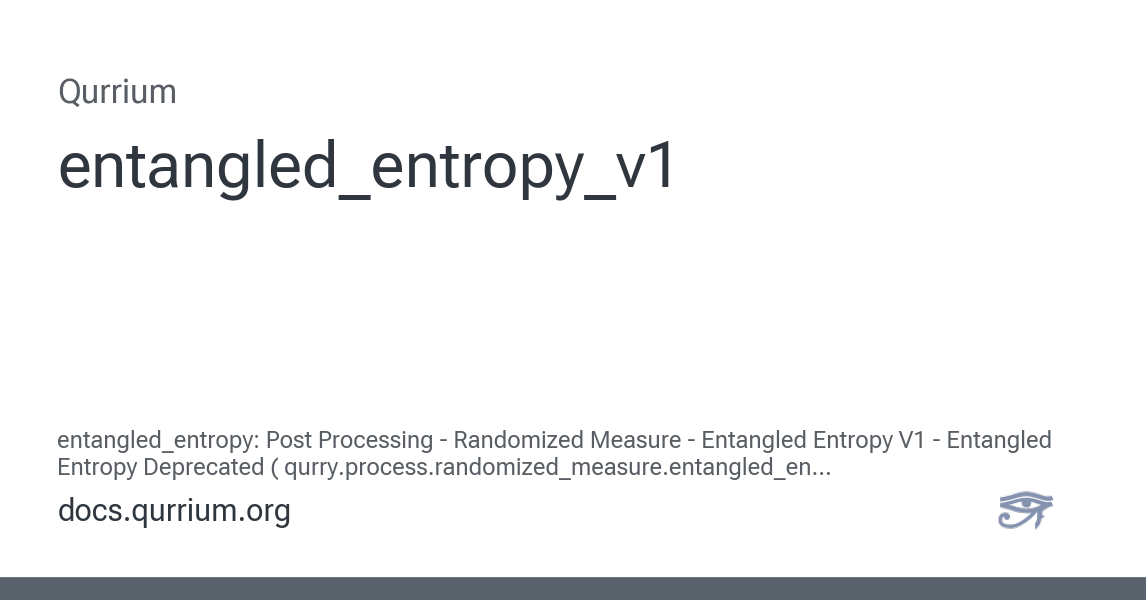 Qurrium
entangled_entropy_v1
entangled_entropy: Post Processing - Randomized Measure - Entangled Entropy V1 - Entangled
Entropy Deprecated ( qurry.process.randomized_measure.entangled_en...
docs.qurrium.org